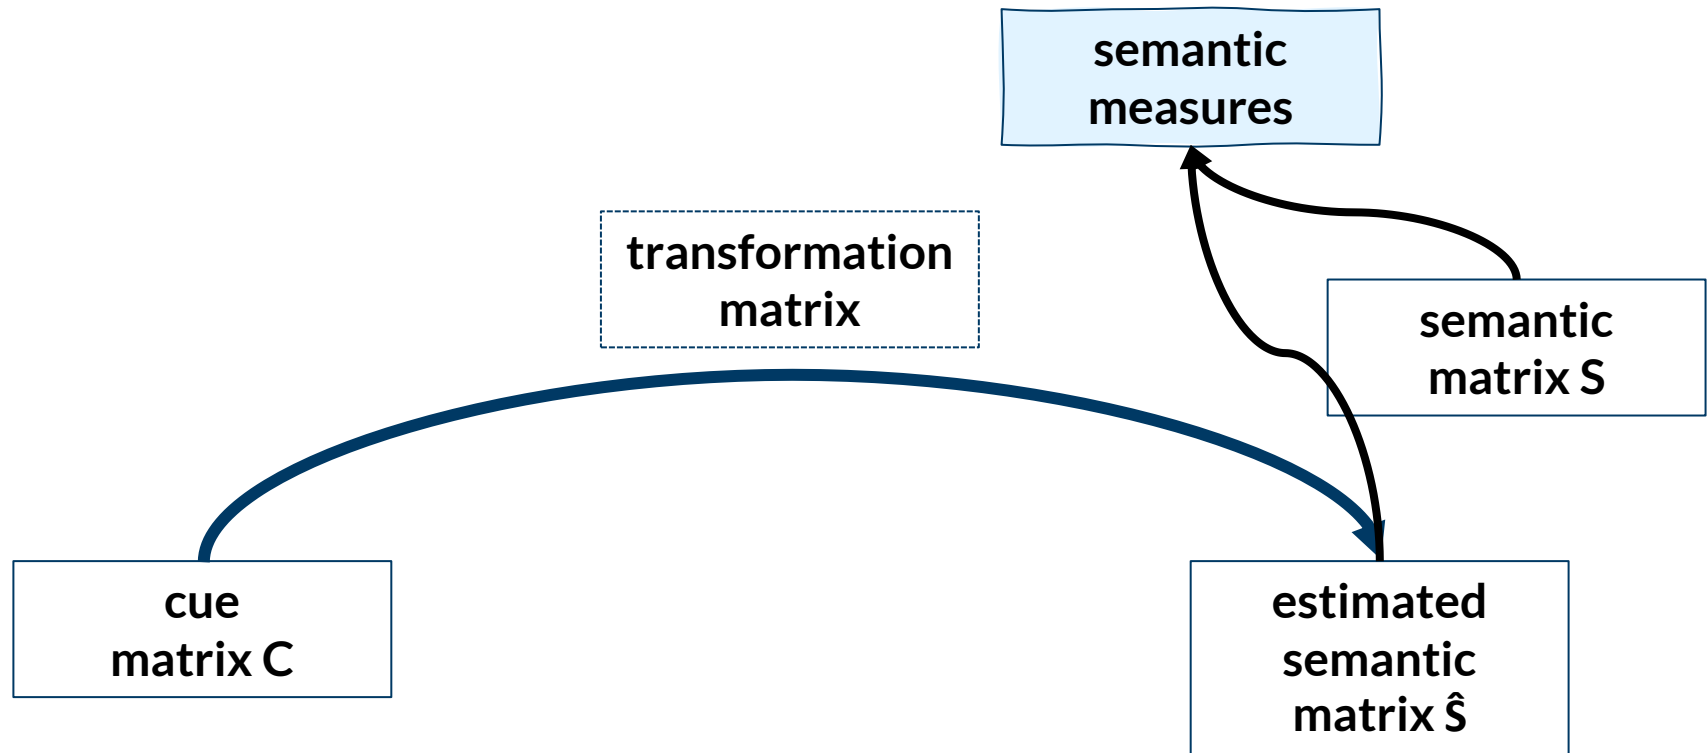 semantic
measures
transformation
matrix
semantic
matrix S
cue
matrix C
estimated
semantic
matrix Ŝ